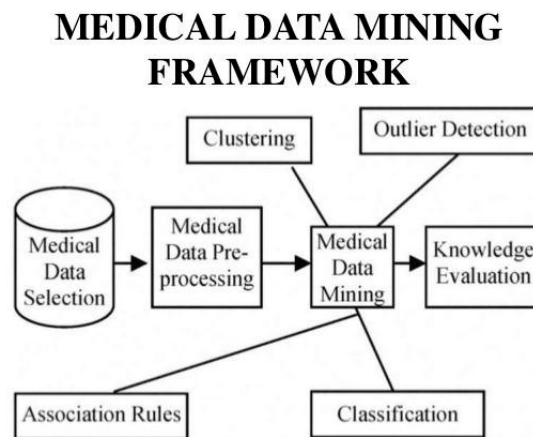 MEDICAL DATA MINING
FRAMEWORK
Clustering
Outlier Detection
Medical
Data
Selection
Medical
Data Pre-
processing
Medical
Data
Mining
Knowledge
Evaluation
Association Rules
Classification